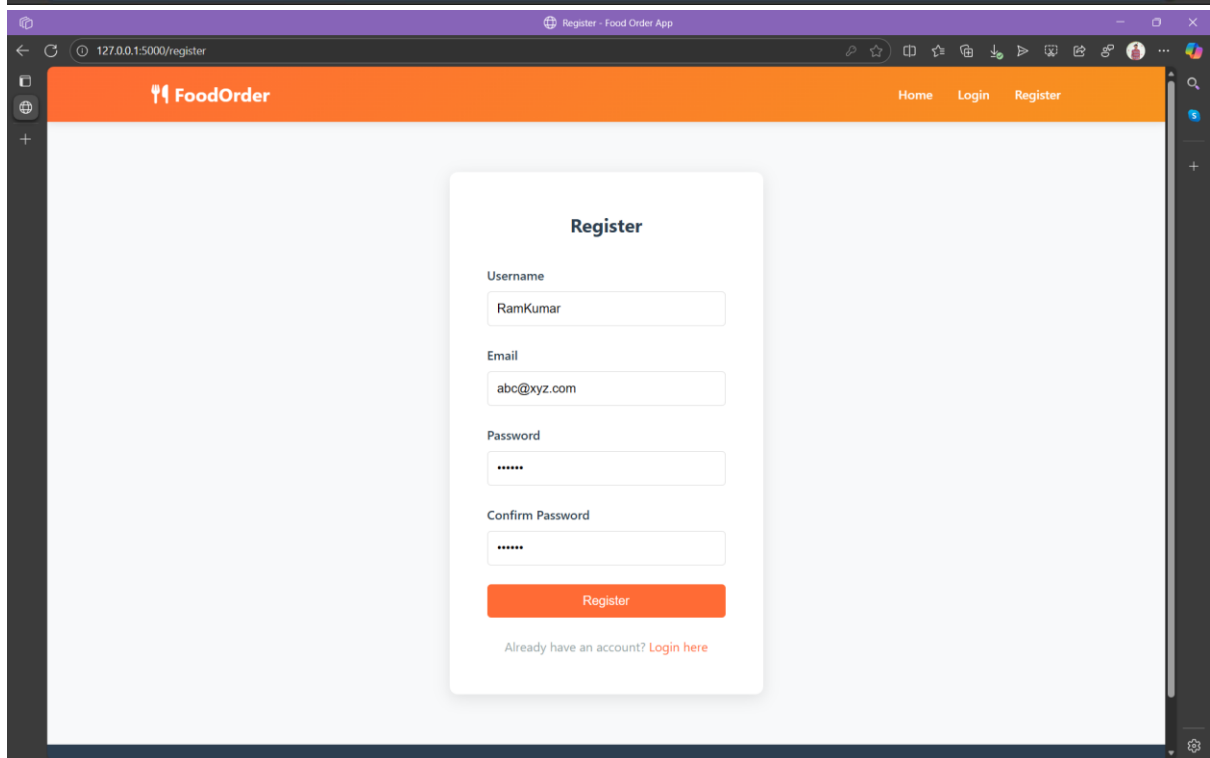 Register - Food Order App
127.0.0.1:5000/register
FoodOrder
Home Login Register
Register
Username
RamKumar
Email
abc@xyz.com
Password
••••••
Confirm Password
••••••
Register
Already have an account? Login here